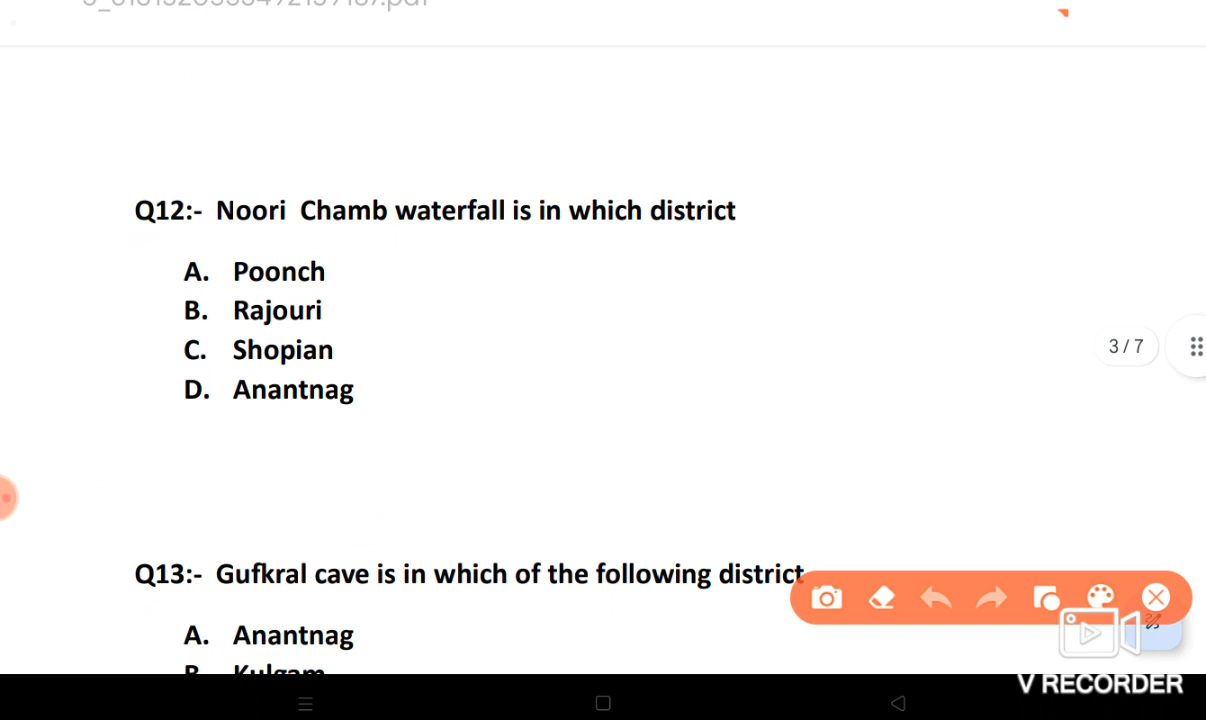 Q12:- Noori Chamb waterfall is in which district
A. Poonch
B. Rajouri
C. Shopian
D. Anantnag
3 / 7
Q13:- Gufkral cave is in which of the following district
A. Anantnag
B. Kulgam
V RECORDER